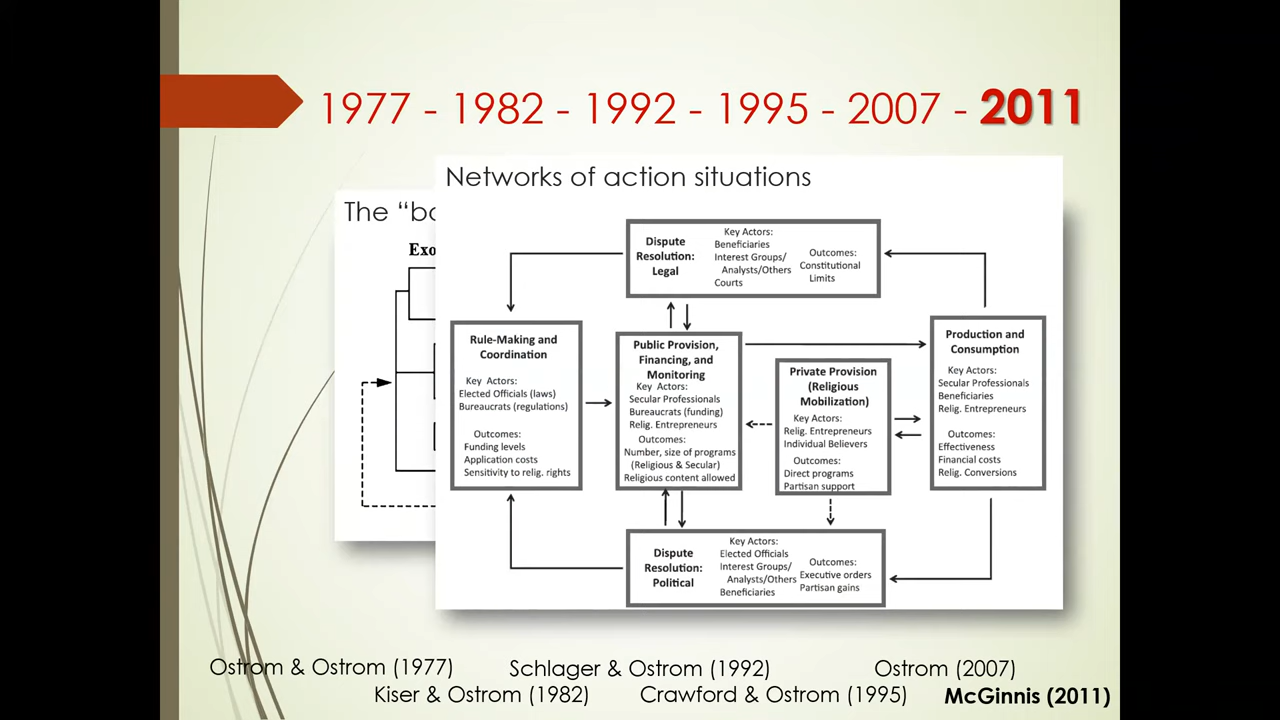 1977 - 1982 - 1992 - 1995 - 2007 - 2011
Networks of action situations
The “bo
Exo
Dispute
Resolution:
Legal
Key Actors:
Beneficiaries
Interest Groups/
Analysts/Others
Courts
Outcomes:
Constitutional
Limits
Rule-Making and
Coordination
Key Actors:
Elected Officials (laws)
Bureaucrats (regulations)
Outcomes:
Funding levels
Application costs
Sensitivity to relig. rights
Public Provision,
Financing, and
Monitoring
Key Actors:
Secular Professionals
Bureaucrats (funding)
Relig. Entrepreneurs
Outcomes:
Number, size of programs
(Religious & Secular)
Religious content allowed
Private Provision
(Religious
Mobilization)
Key Actors:
Relig. Entrepreneurs
Individual Believers
Outcomes:
Direct programs
Partisan support
Production and
Consumption
Key Actors:
Secular Professionals
Beneficiaries
Relig. Entrepreneurs
Outcomes:
Effectiveness
Financial costs
Relig. Conversions
Dispute
Resolution:
Political
Key Actors:
Elected Officials
Interest Groups/
Analysts/Others
Beneficiaries
Outcomes:
Executive orders
Partisan gains
Ostrom & Ostrom (1977)
Schlager & Ostrom (1992)
Ostrom (2007)
Kiser & Ostrom (1982)
Crawford & Ostrom (1995)
McGinnis (2011)